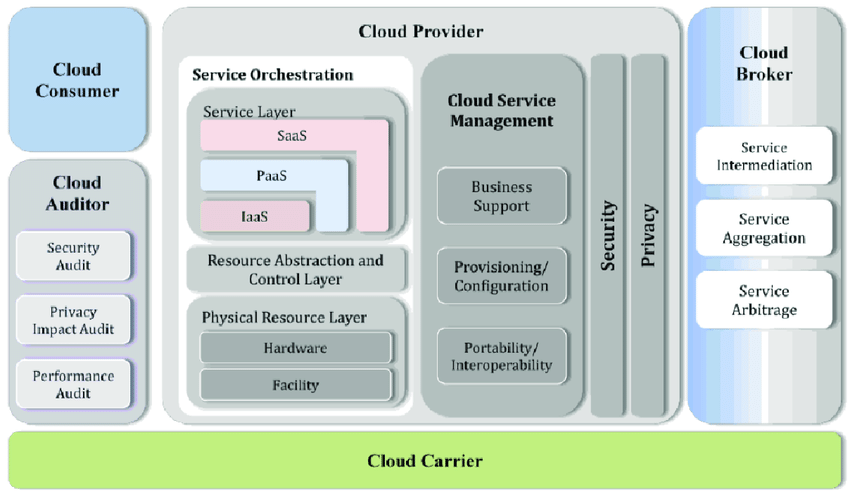 Cloud
Consumer
Cloud
Auditor
Security
Audit
Privacy
Impact Audit
Performance
Audit
Cloud Provider
Service Orchestration
Service Layer
SaaS
PaaS
IaaS
Resource Abstraction and
Control Layer
Physical Resource Layer
Hardware
Facility
Cloud Service
Management
Business
Support
Provisioning/
Configuration
Portability/
Interoperability
Security
Privacy
Cloud
Broker
Service
Intermediation
Service
Aggregation
Service
Arbitrage
Cloud Carrier